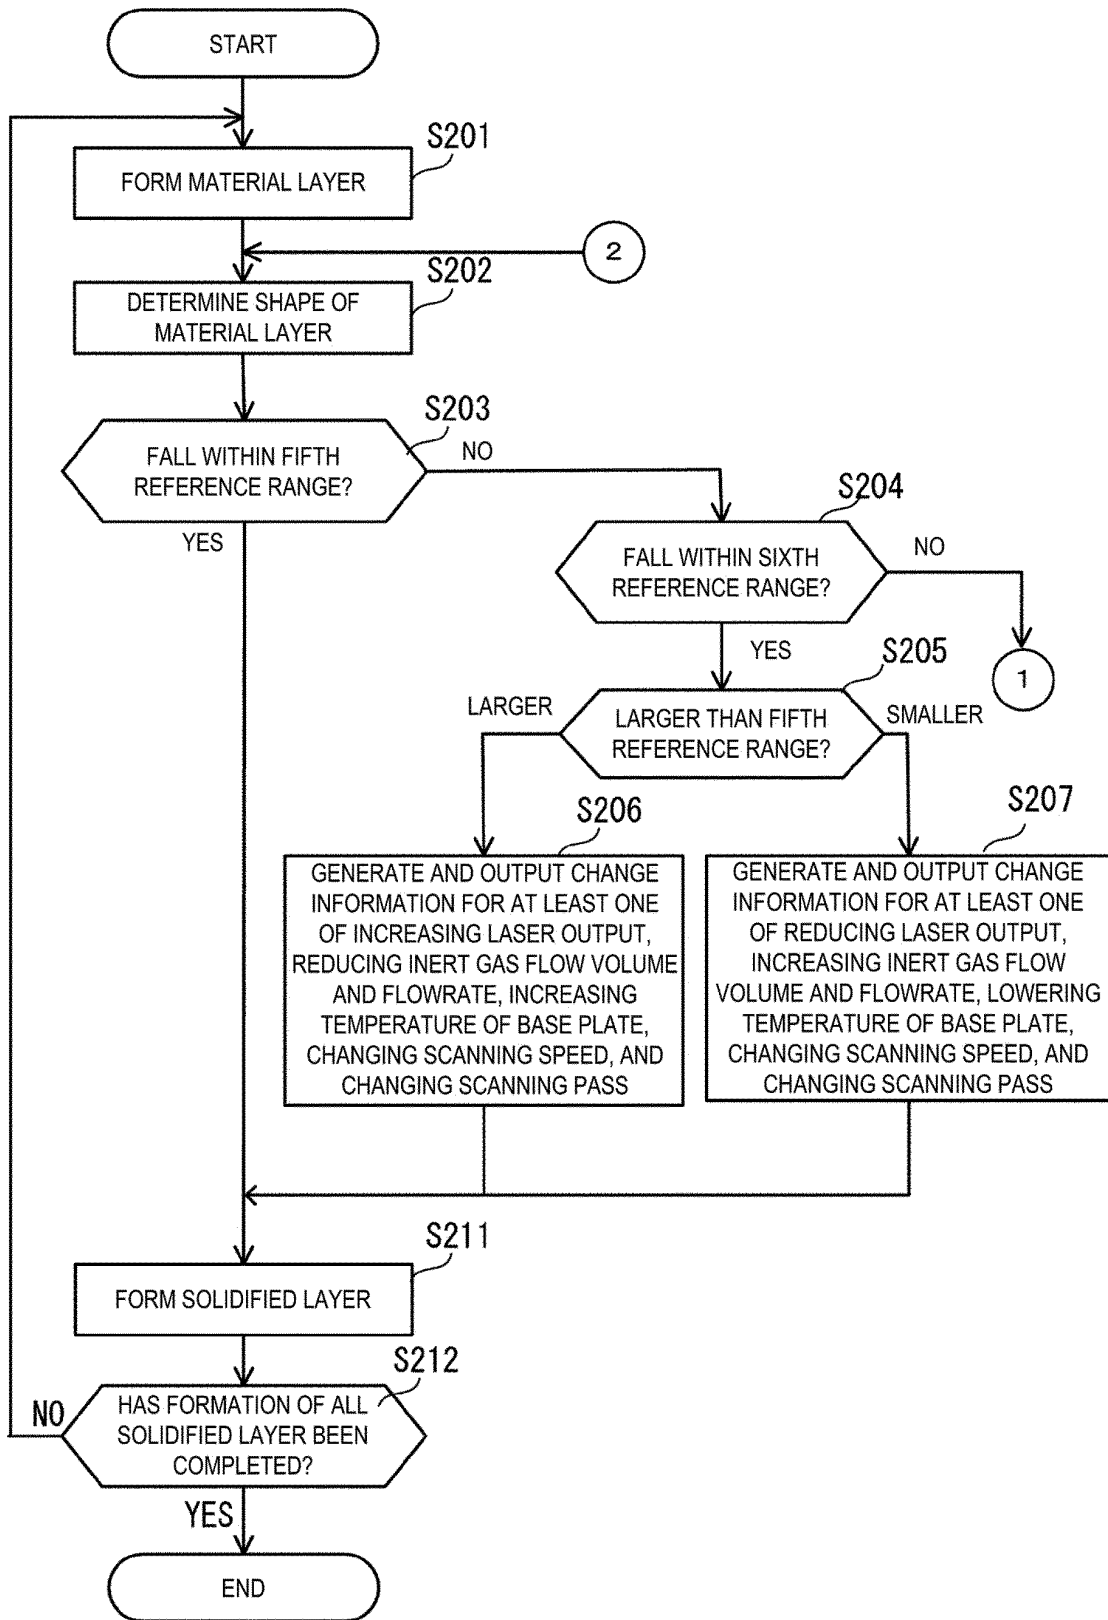 START
S201
FORM MATERIAL LAYER
2
S202
DETERMINE SHAPE OF
MATERIAL LAYER
S203
FALL WITHIN FIFTH
REFERENCE RANGE?
NO
YES
S204
FALL WITHIN SIXTH
REFERENCE RANGE?
NO
YES
1
S205
LARGER THAN FIFTH
REFERENCE RANGE?
LARGER
SMALLER
S206
GENERATE AND OUTPUT CHANGE
INFORMATION FOR AT LEAST ONE
OF INCREASING LASER OUTPUT,
REDUCING INERT GAS FLOW VOLUME
AND FLOWRATE, INCREASING
TEMPERATURE OF BASE PLATE,
CHANGING SCANNING SPEED, AND
CHANGING SCANNING PASS
S207
GENERATE AND OUTPUT CHANGE
INFORMATION FOR AT LEAST ONE
OF REDUCING LASER OUTPUT,
INCREASING INERT GAS FLOW
VOLUME AND FLOWRATE, LOWERING
TEMPERATURE OF BASE PLATE,
CHANGING SCANNING SPEED, AND
CHANGING SCANNING PASS
S211
FORM SOLIDIFIED LAYER
S212
HAS FORMATION OF ALL
SOLIDIFIED LAYER BEEN
COMPLETED?
NO
YES
END